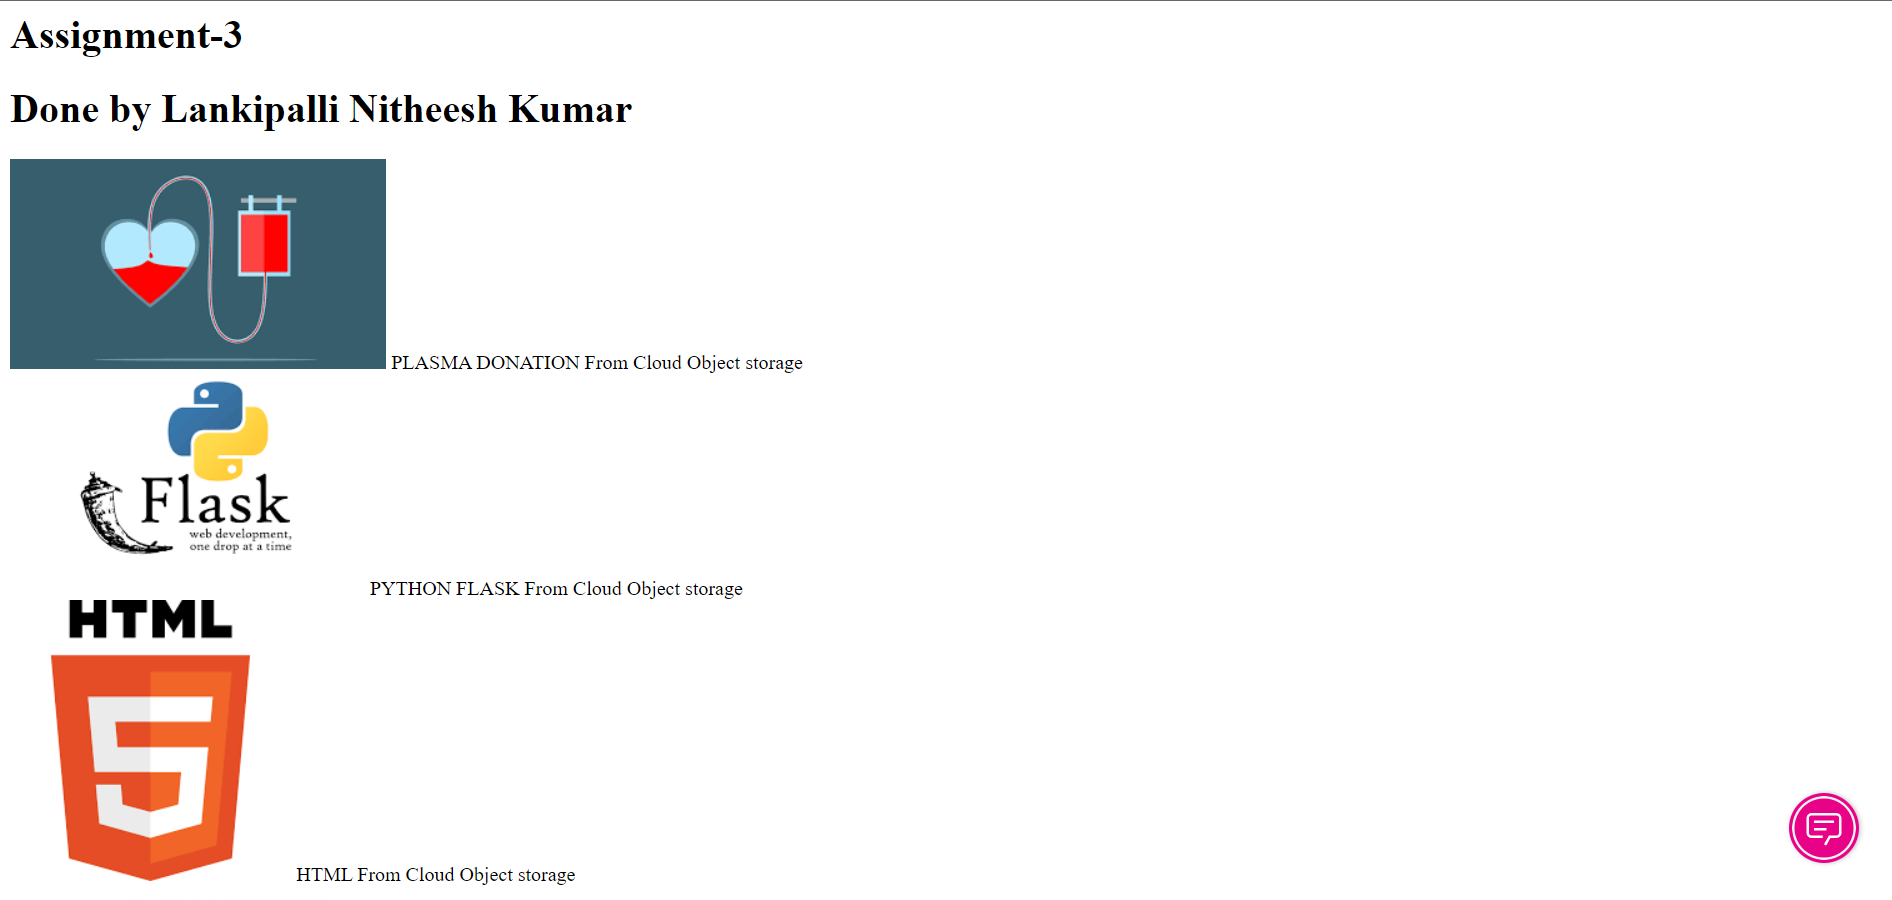 Assignment-3
Done by Lankipalli Nitheesh Kumar
PLASMA DONATION From Cloud Object storage
Flask
web development,
one drop at a time
PYTHON FLASK From Cloud Object storage
HTML
5
HTML From Cloud Object storage